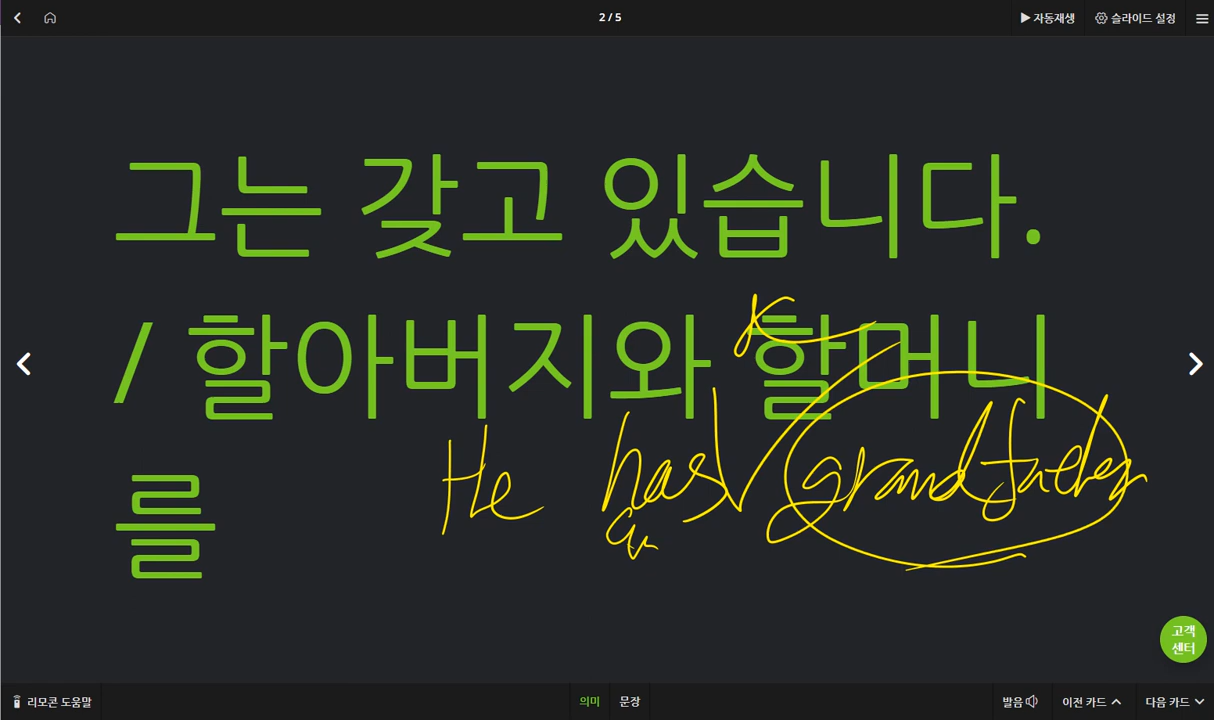 2 / 5
자동재생
슬라이드 설정
그는 갖고 있습니다.
/ 할아버지와 할머니
를
He has grandfather
고객
센터
리모콘 도움말
의미
문장
발음
이전 카드
다음 카드